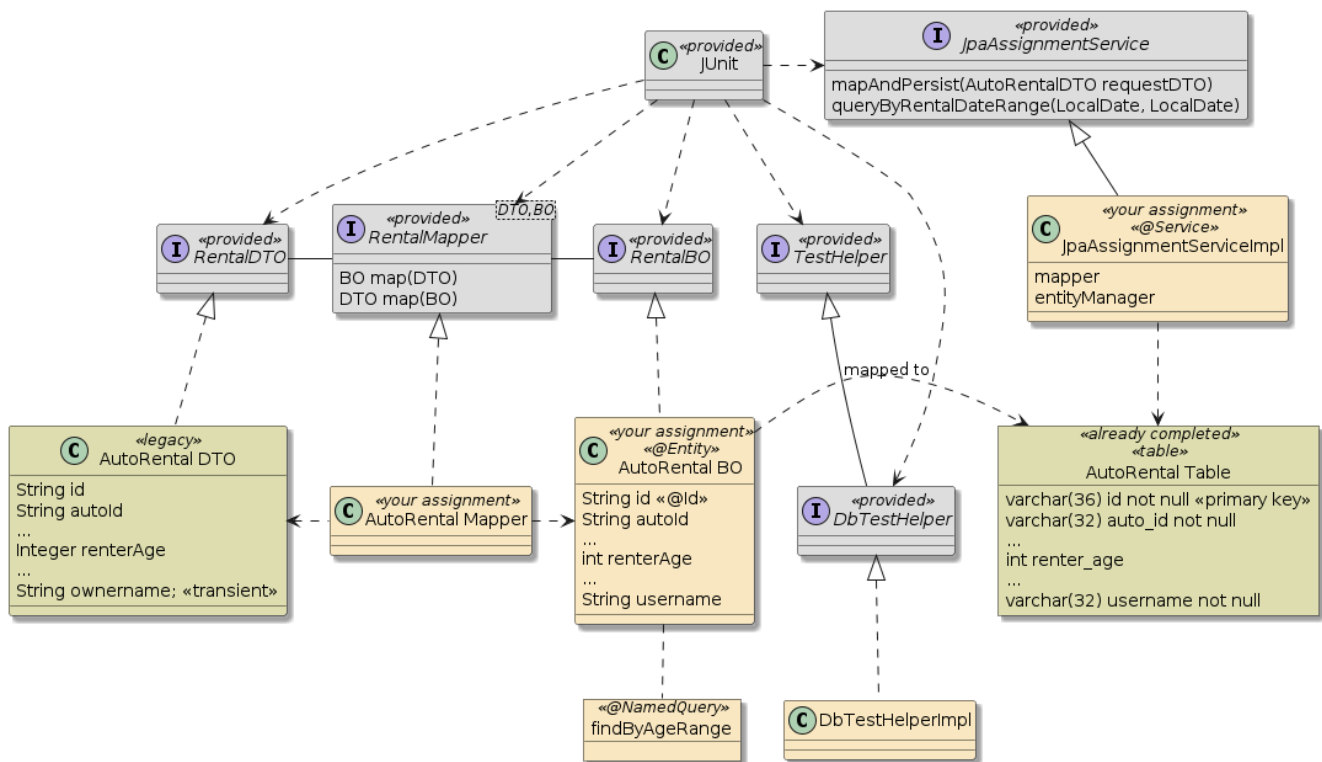 «provided»
I
JpaAssignmentService
mapAndPersist(AutoRentalDTO requestDTO)
queryByRentalDateRange(LocalDate, LocalDate)
«provided»
C
JUnit
DTO,BO
«provided»
I
RentalDTO
«provided»
I
RentalMapper
BO map(DTO)
DTO map(BO)
«provided»
I
RentalBO
«provided»
I
TestHelper
«your assignment»
«@Service»
C
JpaAssignmentServiceImpl
mapper
entityManager
mapped to
«legacy»
C
AutoRental DTO
String id
String autoId
...
Integer renterAge
...
String ownername; «transient»
«your assignment»
C
AutoRental Mapper
«your assignment»
«@Entity»
C
AutoRental BO
String id «@Id»
String autoId
...
int renterAge
...
String username
«provided»
I
DbTestHelper
«already completed»
«table»
AutoRental Table
varchar(36) id not null «primary key»
varchar(32) auto_id not null
...
int renter_age
...
varchar(32) username not null
«@NamedQuery»
findByAgeRange
C
DbTestHelperImpl